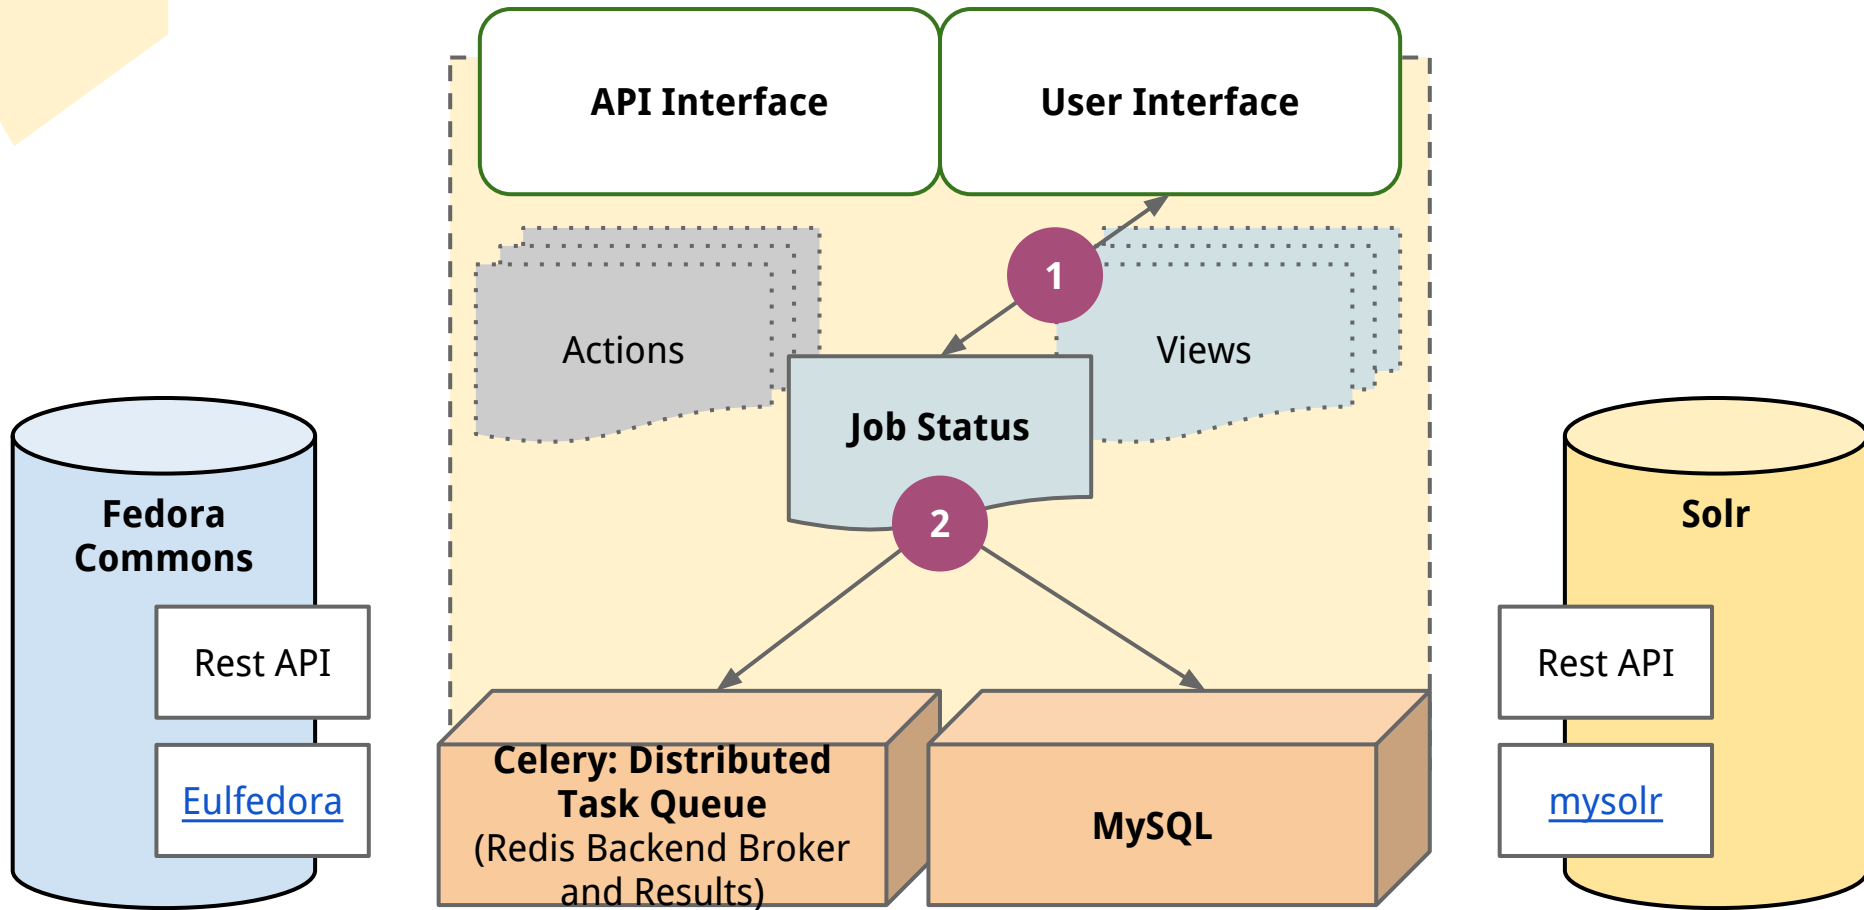 API Interface
User Interface
1
Actions
Views
Job Status
2
Fedora
Commons
Rest API
Eulfedora
Solr
Rest API
mysolr
Celery: Distributed
Task Queue
(Redis Backend Broker
and Results)
MySQL